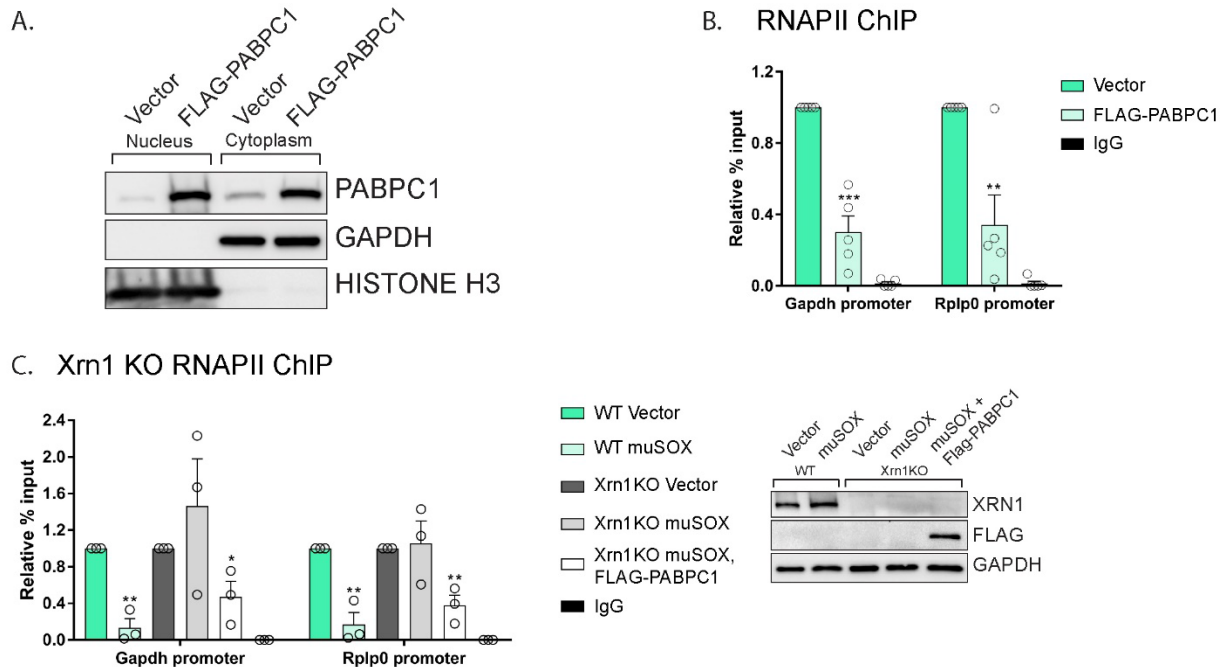 A.
Vector
FLAG-PABPC1
Vector
FLAG-PABPC1
Nucleus
Cytoplasm
PABPC1
GAPDH
HISTONE H3
B. RNAPII ChIP
Relative % input
1.2
0.8
0.4
0.0
***
**
Gapdh promoter
Rplp0 promoter
Vector
FLAG-PABPC1
IgG
C. Xrn1 KO RNAPII ChIP
Relative % input
2.4
2.0
1.6
1.2
0.8
0.4
0.0
**
*
**
**
Gapdh promoter
Rplp0 promoter
WT Vector
WT muSOX
Xrn1KO Vector
Xrn1KO muSOX
Xrn1KO muSOX,
FLAG-PABPC1
IgG
Vector
muSOX
Vector
muSOX
muSOX +
Flag-PABPC1
WT
Xrn1KO
XRN1
FLAG
GAPDH